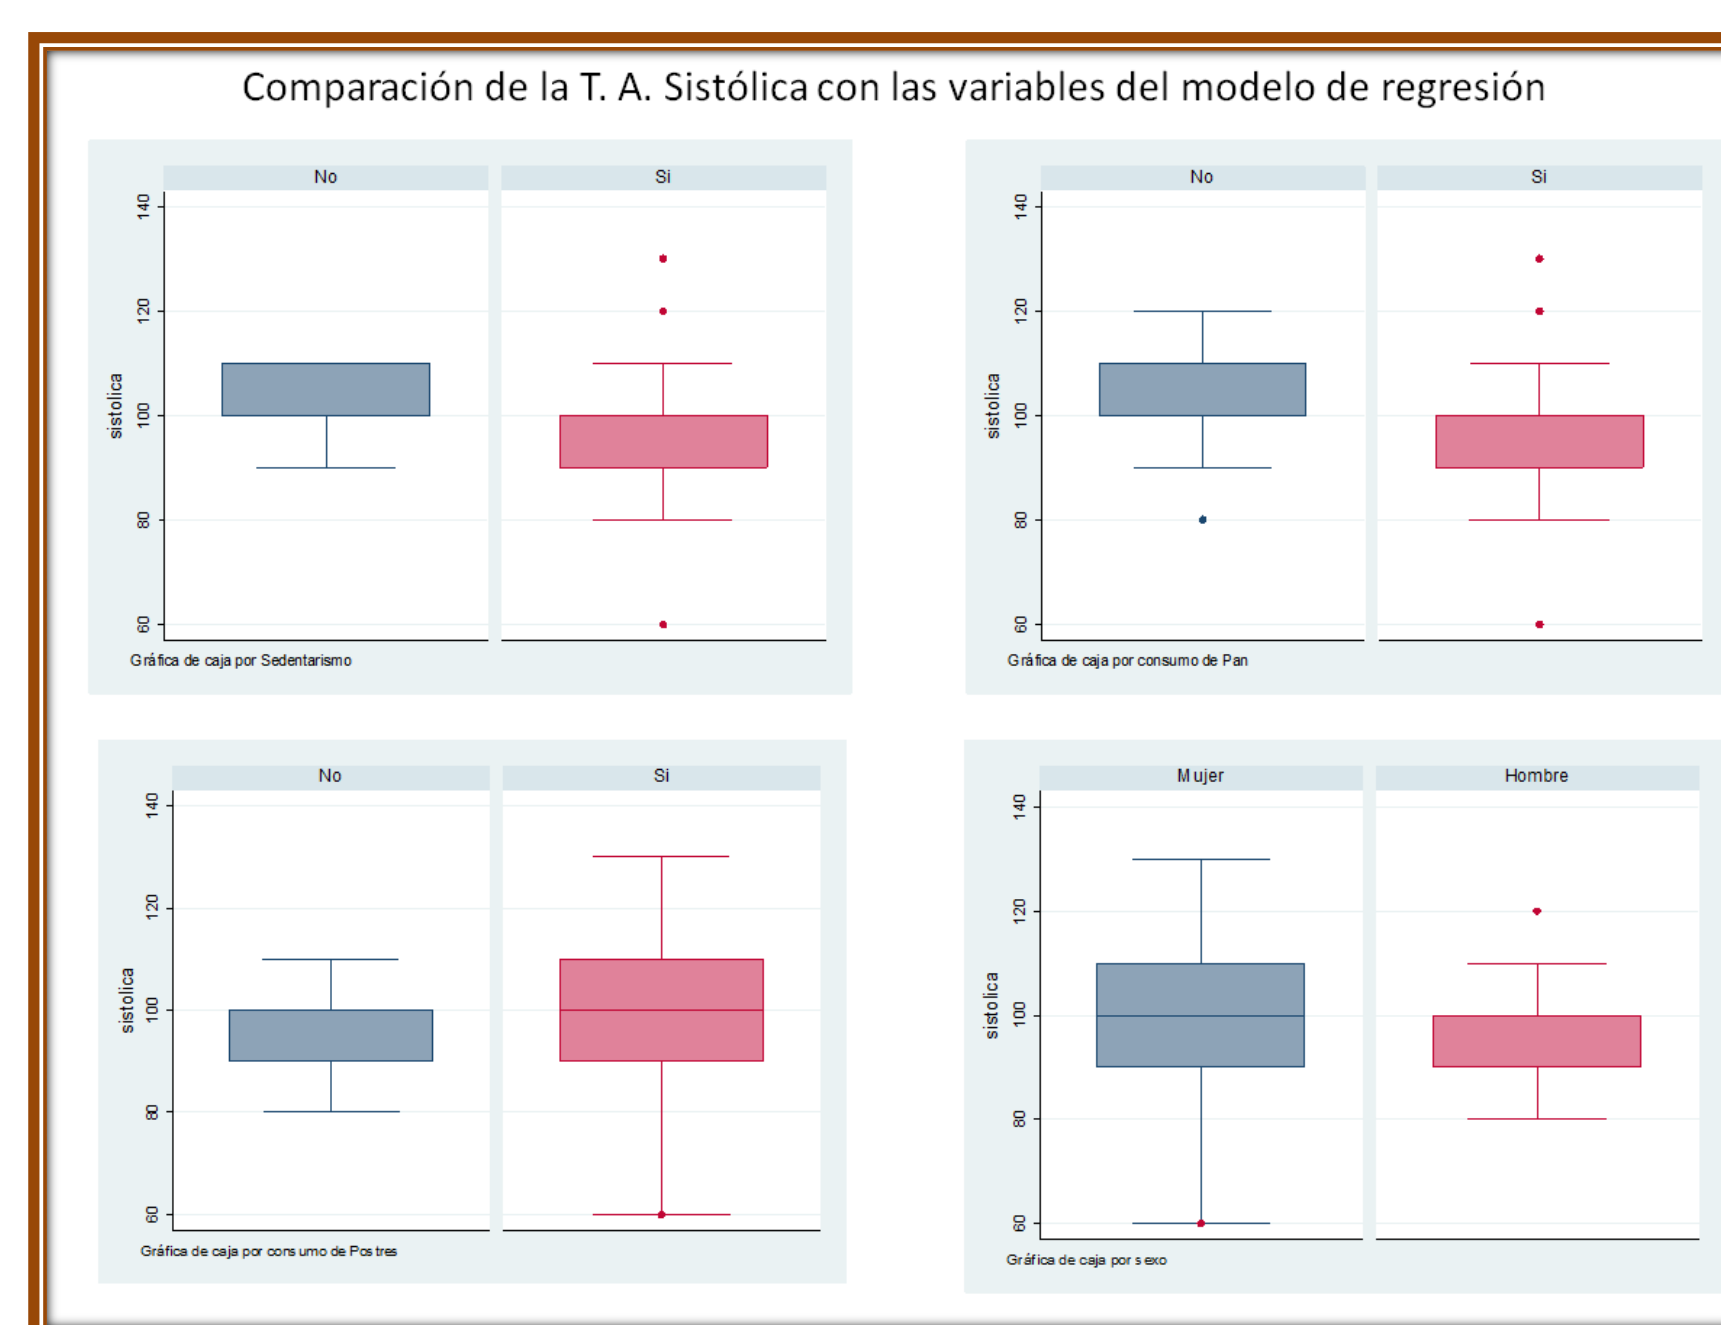 Comparación de la T. A. Sistólica con las variables del modelo de regresión
No Si
140
120
100
80
60
sistolica
Gráfica de caja por Sedentarismo
No Si
140
120
100
80
60
sistolica
Gráfica de caja por consumo de Pan
No Si
140
120
100
80
60
sistolica
Gráfica de caja por consumo de Postres
Mujer Hombre
140
120
100
80
60
sistolica
Gráfica de caja por sexo